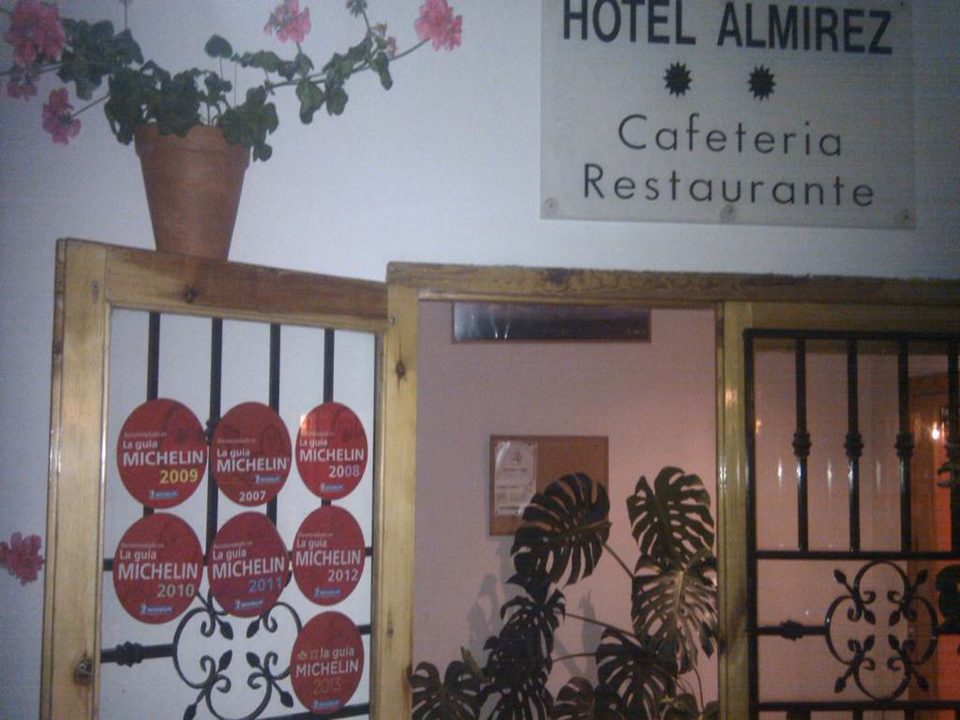 HOTEL ALMIREZ
Cafeteria
Restaurante
La guía
MICHELIN
2009
La guía
MICHELIN
2007
La guía
MICHELIN
2008
La guía
MICHELIN
2010
La guía
MICHELIN
2011
La guía
MICHELIN
2012
la guía
MICHELIN
2013